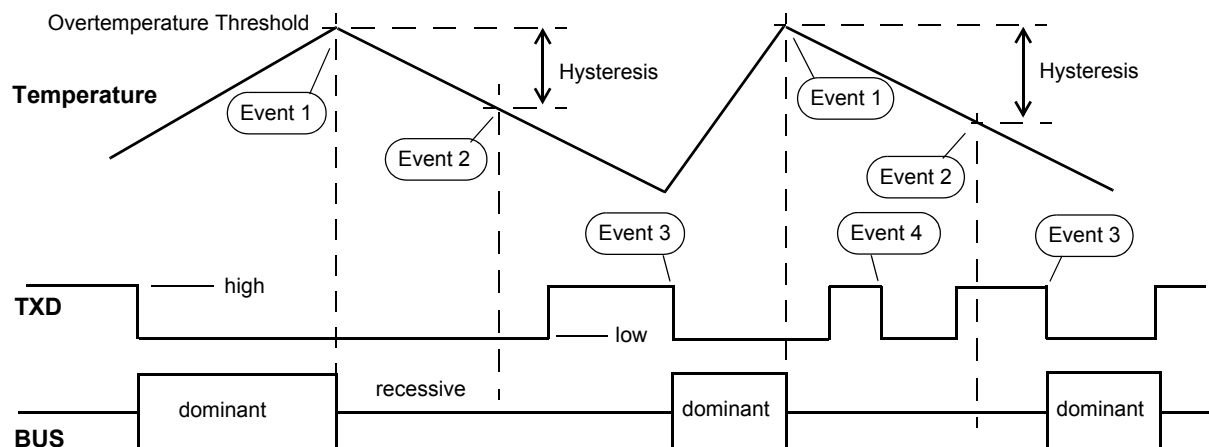 Overtemperature Threshold
Hysteresis
Hysteresis
Temperature
Event 1
Event 1
Event 2
Event 2
Event 3
Event 4
Event 3
high
TXD
low
recessive
dominant
dominant
dominant
BUS